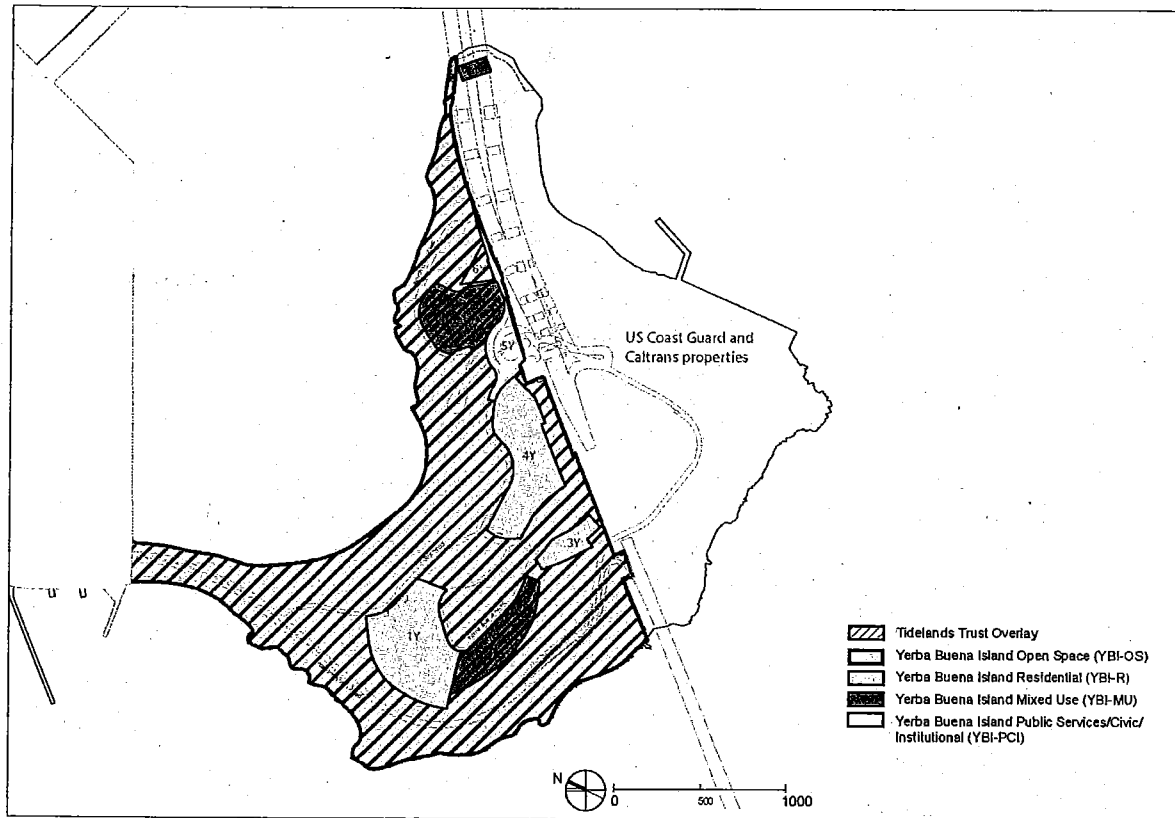 6Y
5Y
US Coast Guard and
Caltrans properties
4Y
3Y
1Y
Tidelands Trust Overlay
Yerba Buena Island Open Space (YBI-OS)
Yerba Buena Island Residential (YBI-R)
Yerba Buena Island Mixed Use (YBI-MU)
Yerba Buena Island Public Services/Civic/
Institutional (YBI-PCI)
N
0 500 1000